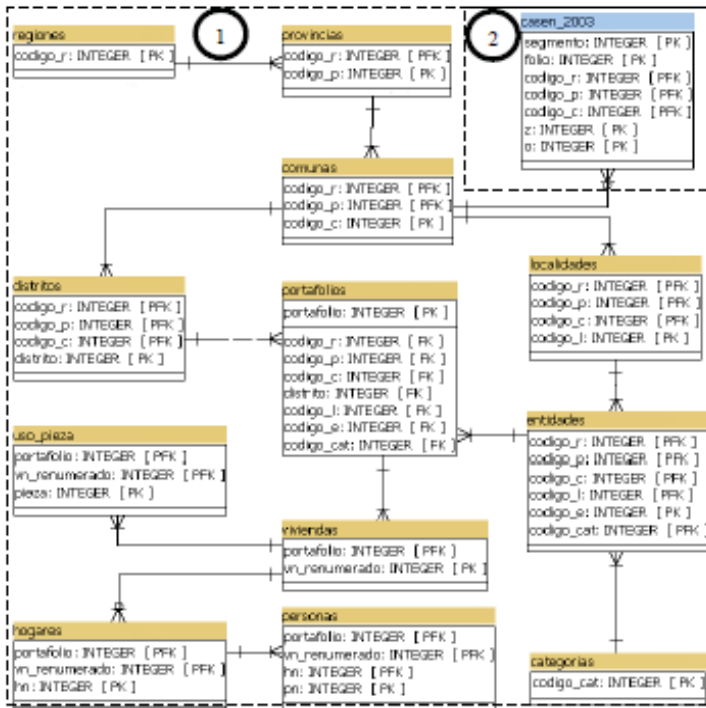 regiones
codigo_r: INTEGER [ PK ]
1
provincias
codigo_r: INTEGER [ PFK ]
codigo_p: INTEGER [ PK ]
2
casen_2003
segmento: INTEGER [ PK ]
folio: INTEGER [ PK ]
codigo_r: INTEGER [ PFK ]
codigo_p: INTEGER [ PFK ]
codigo_c: INTEGER [ PFK ]
z: INTEGER [ PK ]
o: INTEGER [ PK ]
comunas
codigo_r: INTEGER [ PFK ]
codigo_p: INTEGER [ PFK ]
codigo_c: INTEGER [ PK ]
distritos
codigo_r: INTEGER [ PFK ]
codigo_p: INTEGER [ PFK ]
codigo_c: INTEGER [ PFK ]
distrito: INTEGER [ PK ]
portafolios
portafolio: INTEGER [ PK ]
codigo_r: INTEGER [ FK ]
codigo_p: INTEGER [ FK ]
codigo_c: INTEGER [ FK ]
distrito: INTEGER [ FK ]
codigo_l: INTEGER [ FK ]
codigo_e: INTEGER [ FK ]
codigo_cat: INTEGER [ FK ]
localidades
codigo_r: INTEGER [ PFK ]
codigo_p: INTEGER [ PFK ]
codigo_c: INTEGER [ PFK ]
codigo_l: INTEGER [ PK ]
uso_pieza
portafolio: INTEGER [ PFK ]
vn_renumerado: INTEGER [ PFK ]
pieza: INTEGER [ PK ]
entidades
codigo_r: INTEGER [ PFK ]
codigo_p: INTEGER [ PFK ]
codigo_c: INTEGER [ PFK ]
codigo_l: INTEGER [ PFK ]
codigo_e: INTEGER [ PK ]
codigo_cat: INTEGER [ PFK ]
viviendas
portafolio: INTEGER [ PFK ]
vn_renumerado: INTEGER [ PK ]
hogares
portafolio: INTEGER [ PFK ]
vn_renumerado: INTEGER [ PFK ]
hn: INTEGER [ PK ]
personas
portafolio: INTEGER [ PFK ]
vn_renumerado: INTEGER [ PFK ]
hn: INTEGER [ PFK ]
pn: INTEGER [ PK ]
categorias
codigo_cat: INTEGER [ PK ]